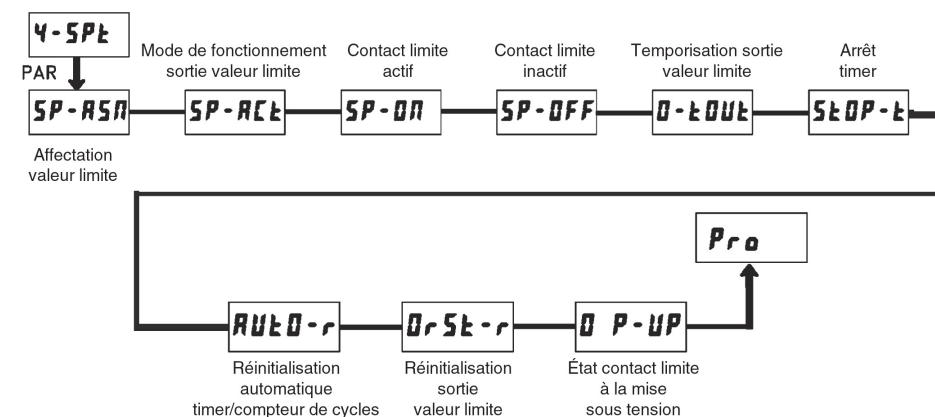 4-SPt
Mode de fonctionnement
sortie valeur limite
Contact limite
actif
Contact limite
inactif
Temporisation sortie
valeur limite
Arrêt
timer
PAR
SP-ASN
SP-ACt
SP-ON
SP-OFF
O-tOUt
StOP-t
Affectation
valeur limite
Pro
AUtO-r
OrSt-r
O P-UP
Réinitialisation
automatique
timer/compteur de cycles
Réinitialisation
sortie
valeur limite
État contact limite
à la mise
sous tension